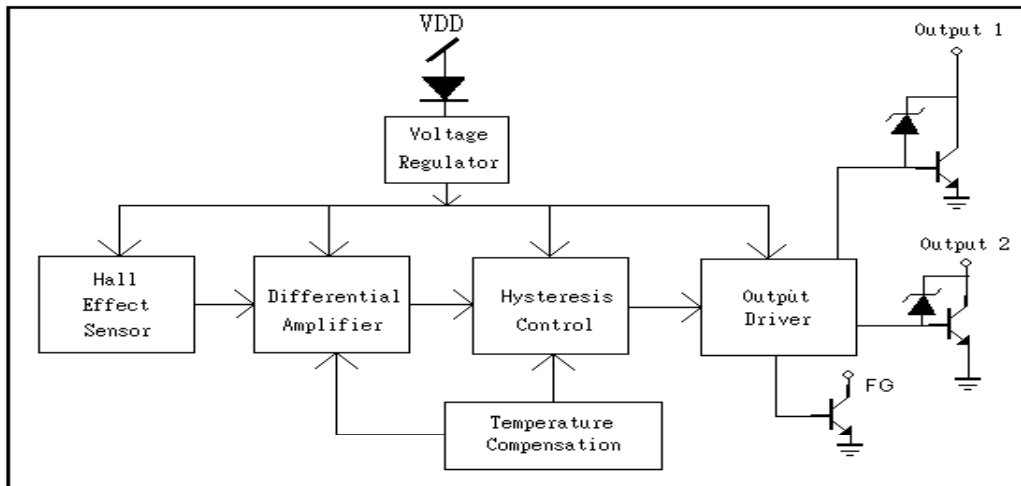 VDD
Output 1
Voltage
Regulator
Output 2
Hall
Effect
Sensor
Differential
Amplifier
Hysteresis
Control
Output
Driver
FG
Temperature
Compensation